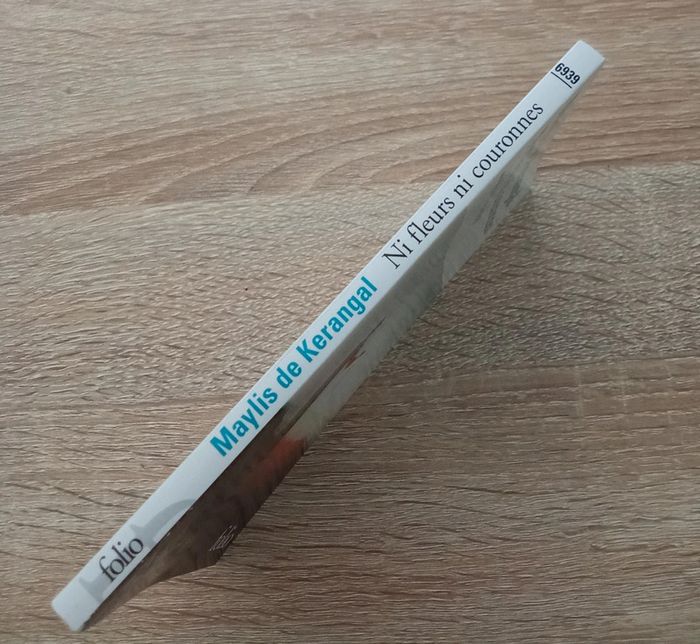 folio
Maylis de Kerangal
Ni fleurs ni couronnes
6939